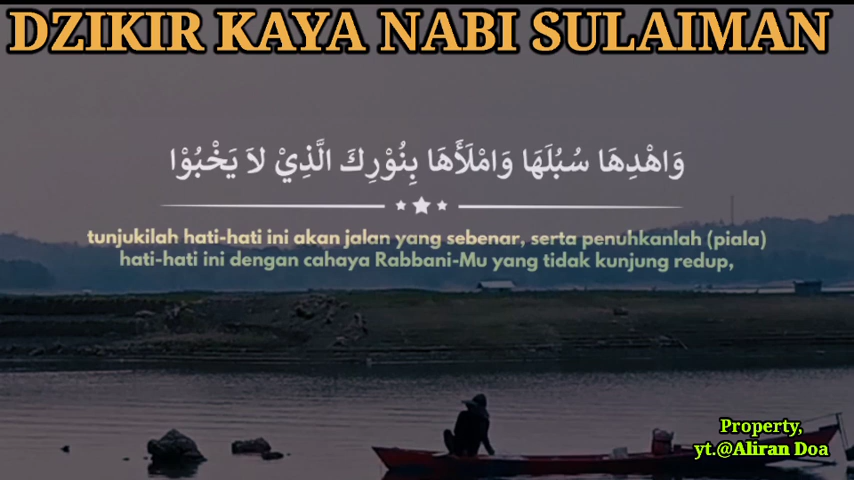 DZIKIR KAYA NABI SULAIMAN
وَاهْدِهَا سُبُلَهَا وَامْلَأَهَا بِنُوْرِكَ الَّذِيْ لاَ يَخْبُوْا
tunjukilah hati-hati ini akan jalan yang sebenar, serta penuhkanlah (piala)
hati-hati ini dengan cahaya Rabbani-Mu yang tidak kunjung redup,
Property,
yt.@Aliran Doa